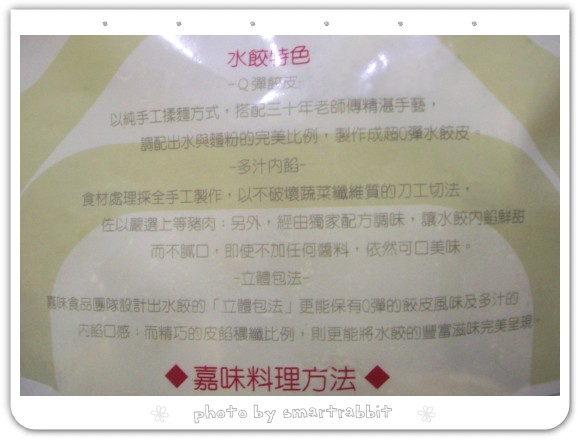 水餃特色
-Q彈餃皮-
以純手工揉麵方式，搭配三十年老師傅精湛手藝，
調配出水與麵粉的完美比例，製作成超Q彈水餃皮。
-多汁內餡-
食材處理採全手工製作，以不破壞蔬菜纖維質的刀工切法，
佐以嚴選上等豬肉；另外，經由獨家配方調味，讓水餃內餡鮮甜
而不膩口，即使不加任何醬料，依然可口美味。
-立體包法-
嘉味食品團隊設計出水餃的「立體包法」更能保有Q彈的餃皮風味及多汁的
內餡口感；而精巧的皮餡穠纖比例，則更能將水餃的豐富滋味完美呈現。
◆嘉味料理方法◆
photo by smartrabbit